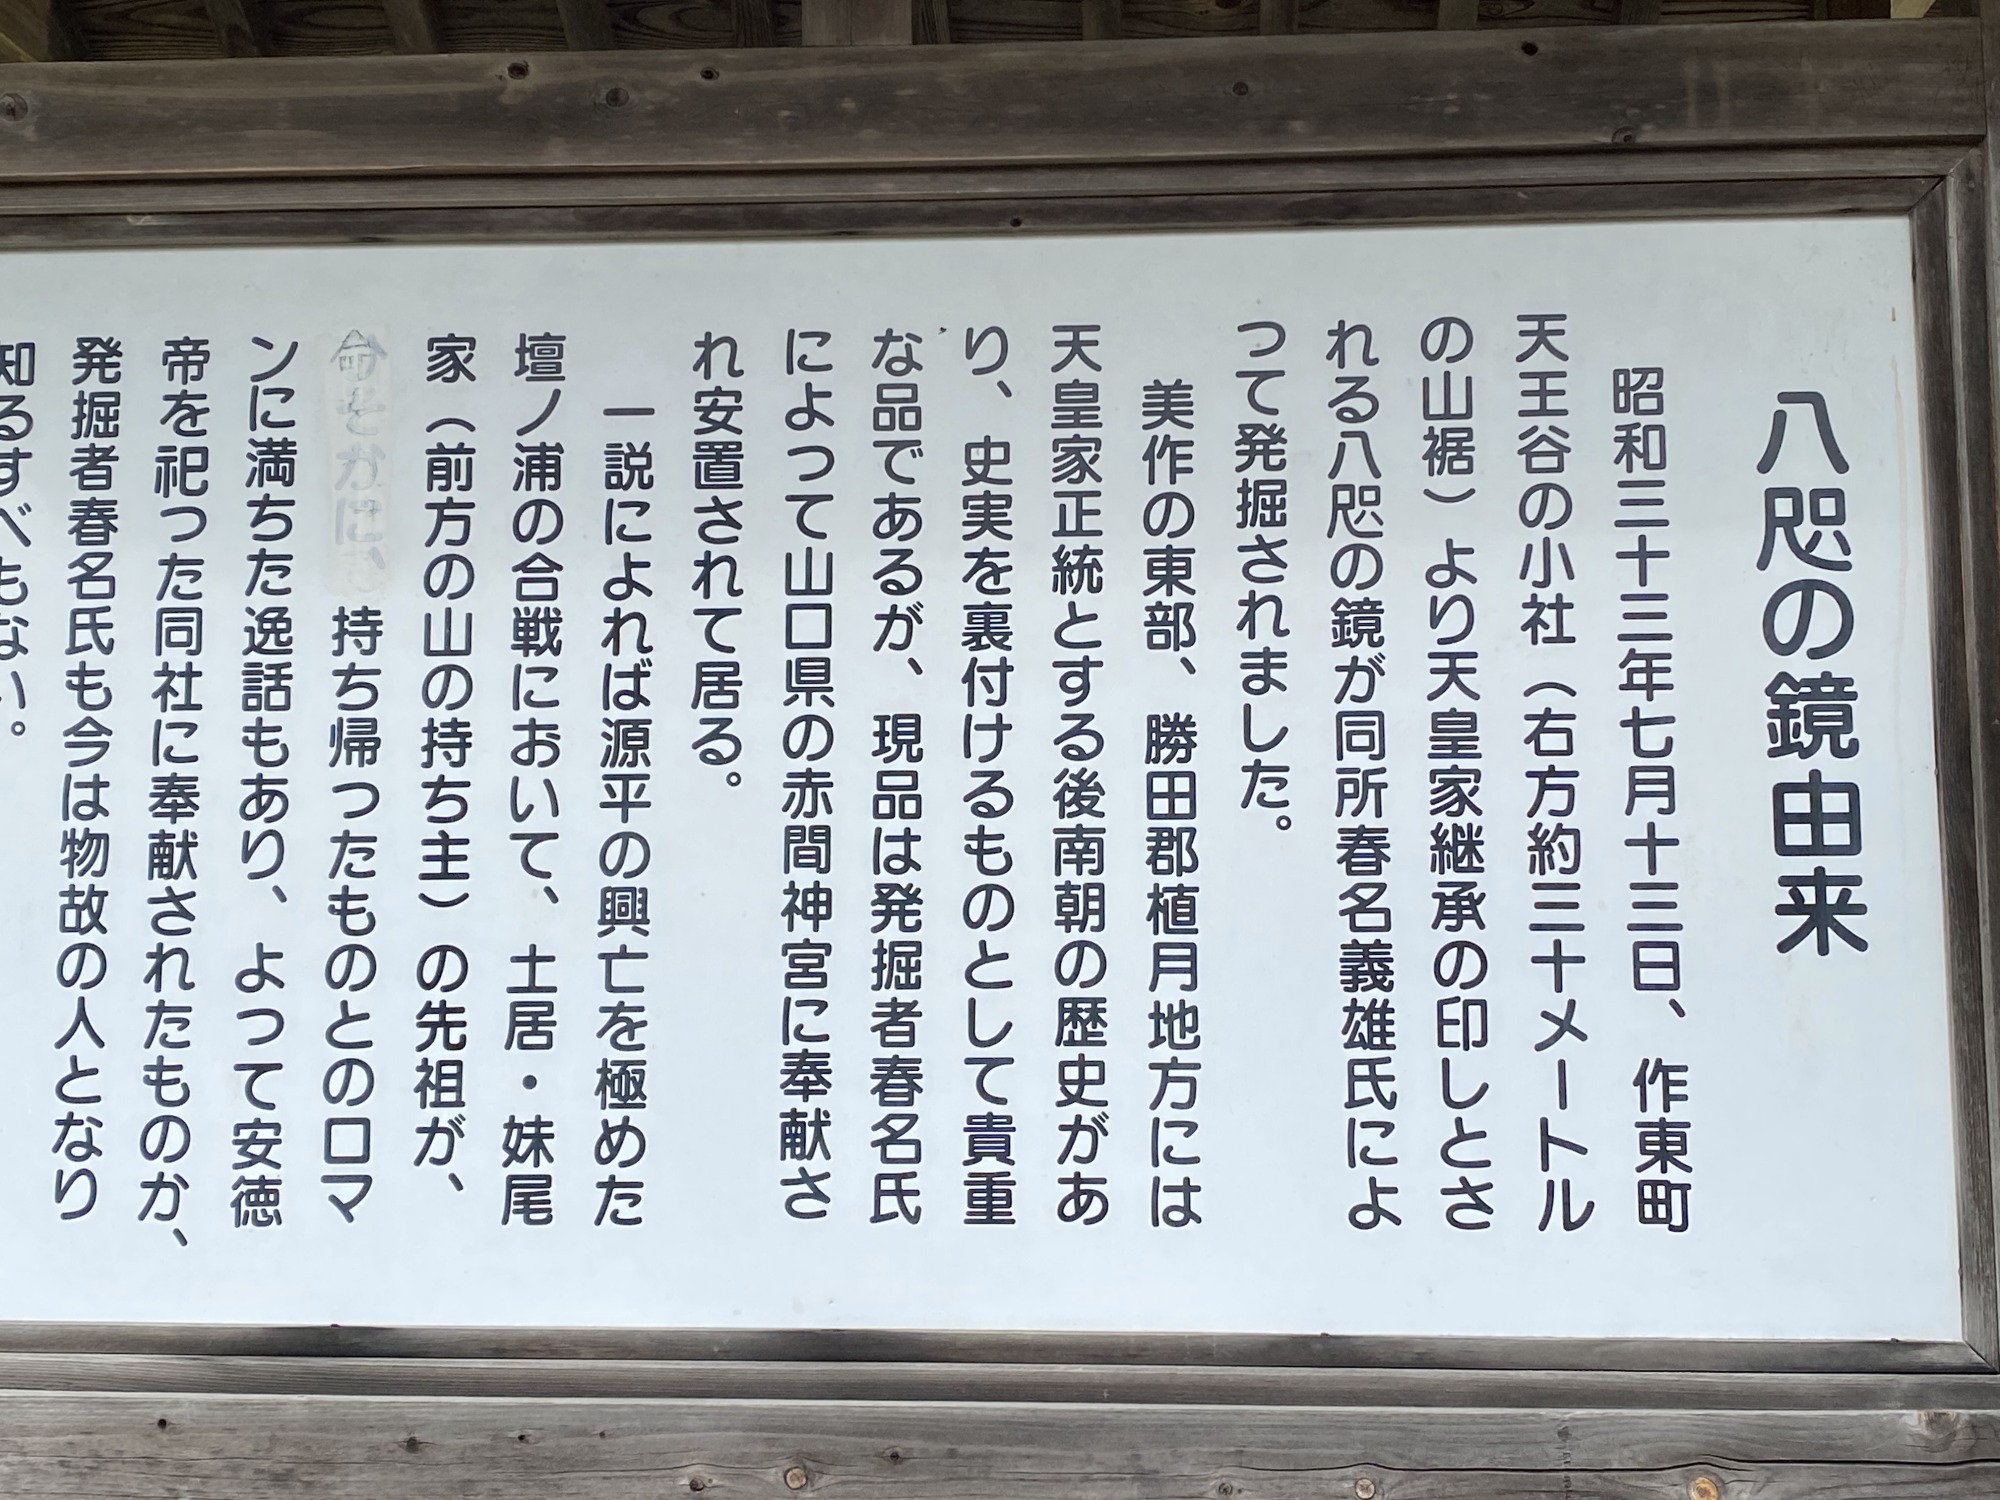 八咫の鏡由来
昭和三十三年七月十三日、作東町
天王谷の小社（右方約三十メートル
の山裾）より天皇家継承の印しとさ
れる八咫の鏡が同所春名義雄氏によ
って発掘されました。
美作の東部、勝田郡植月地方には
天皇家正統とする後南朝の歴史があ
り、史実を裏付けるものとして貴重
な品であるが、現品は発掘者春名氏
によって山口県の赤間神宮に奉献さ
れ安置されて居る。
一説によれば源平の興亡を極めた
壇ノ浦の合戦において、土居・妹尾
家（前方の山の持ち主）の先祖が、
持ち帰ったものとのロマ
ンに満ちた逸話もあり、よって安徳
帝を祀った同社に奉献されたものか、
発掘者春名氏も今は物故の人となり
知るすべもない。